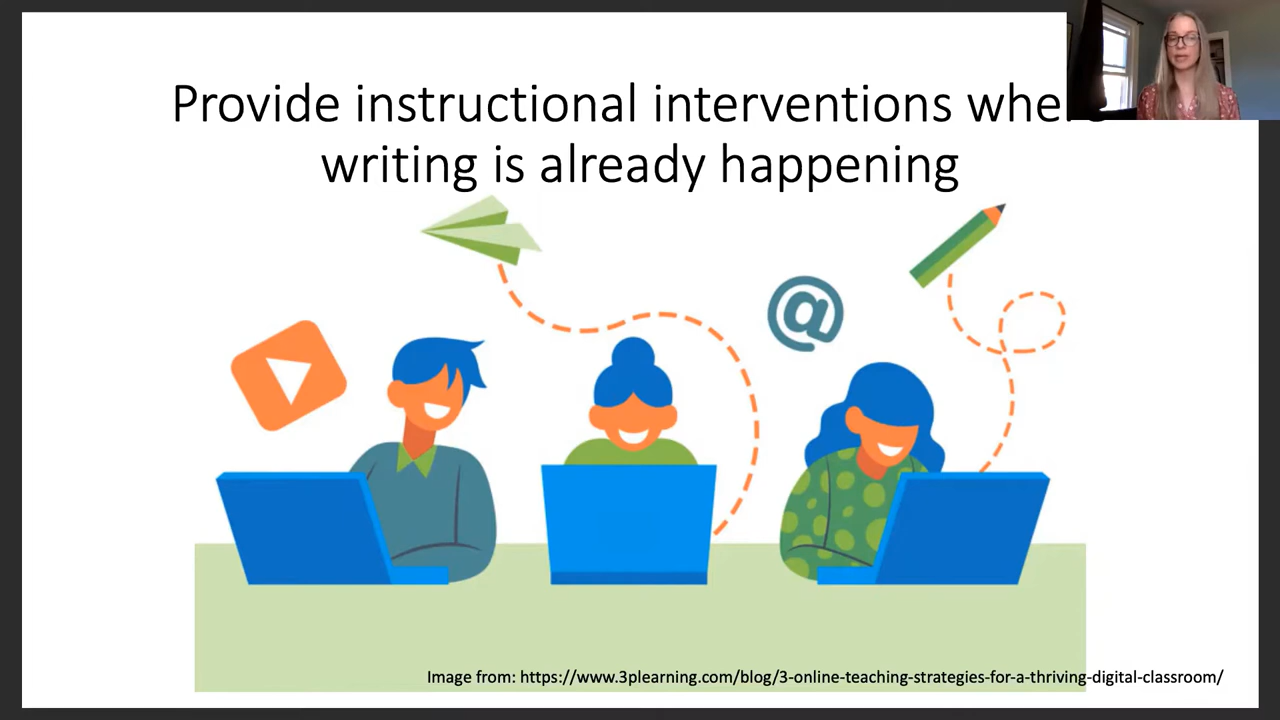 Provide instructional interventions where
writing is already happening
@
Image from: https://www.3plearning.com/blog/3-online-teaching-strategies-for-a-thriving-digital-classroom/